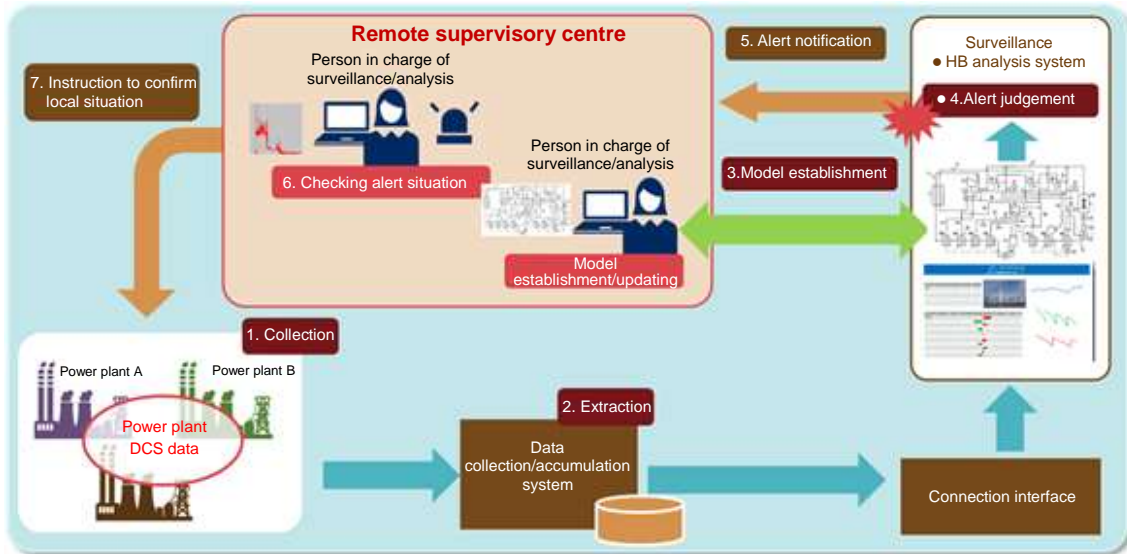 Remote supervisory centre
5. Alert notification
Surveillance
● HB analysis system
7. Instruction to confirm
local situation
Person in charge of
surveillance/analysis
● 4.Alert judgement
Person in charge of
surveillance/analysis
6. Checking alert situation
3.Model establishment
Model
establishment/updating
1. Collection
Power plant A
Power plant B
Power plant
DCS data
2. Extraction
Data
collection/accumulation
system
Connection interface